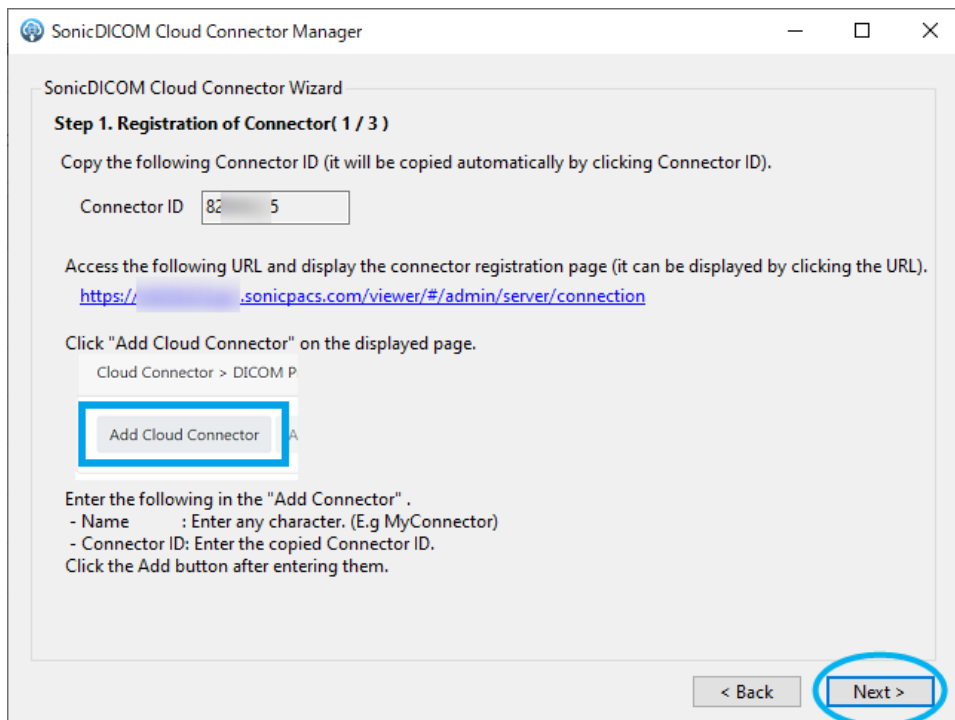 SonicDICOM Cloud Connector Manager
SonicDICOM Cloud Connector Wizard
Step 1. Registration of Connector( 1 / 3 )
Copy the following Connector ID (it will be copied automatically by clicking Connector ID).
Connector ID 82 5
Access the following URL and display the connector registration page (it can be displayed by clicking the URL).
https:// .sonicpacs.com/viewer/#/admin/server/connection
Click "Add Cloud Connector" on the displayed page.
Cloud Connector > DICOM P
Add Cloud Connector A
Enter the following in the "Add Connector" .
- Name : Enter any character. (E.g MyConnector)
- Connector ID: Enter the copied Connector ID.
Click the Add button after entering them.
< Back Next >